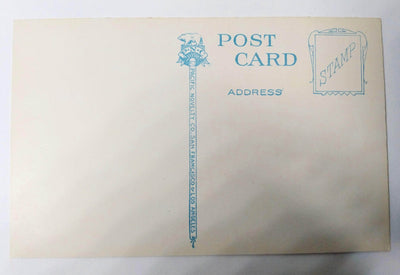 POST
CARD
ADDRESS
STAMP
PACIFIC NOVELTY CO. SAN FRANCISCO & LOS ANGELES